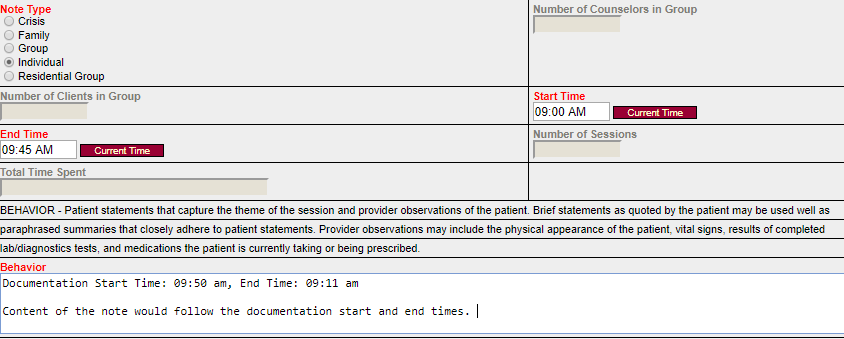 Note Type
Number of Counselors in Group
Crisis
Family
Group
Individual
Residential Group
Number of Clients in Group
Start Time
09:00 AM Current Time
End Time
09:45 AM Current Time
Number of Sessions
Total Time Spent
BEHAVIOR - Patient statements that capture the theme of the session and provider observations of the patient. Brief statements as quoted by the patient may be used well as
paraphrased summaries that closely adhere to patient statements. Provider observations may include the physical appearance of the patient, vital signs, results of completed
lab/diagnostics tests, and medications the patient is currently taking or being prescribed.
Behavior
Documentation Start Time: 09:50 am, End Time: 09:11 am
Content of the note would follow the documentation start and end times.